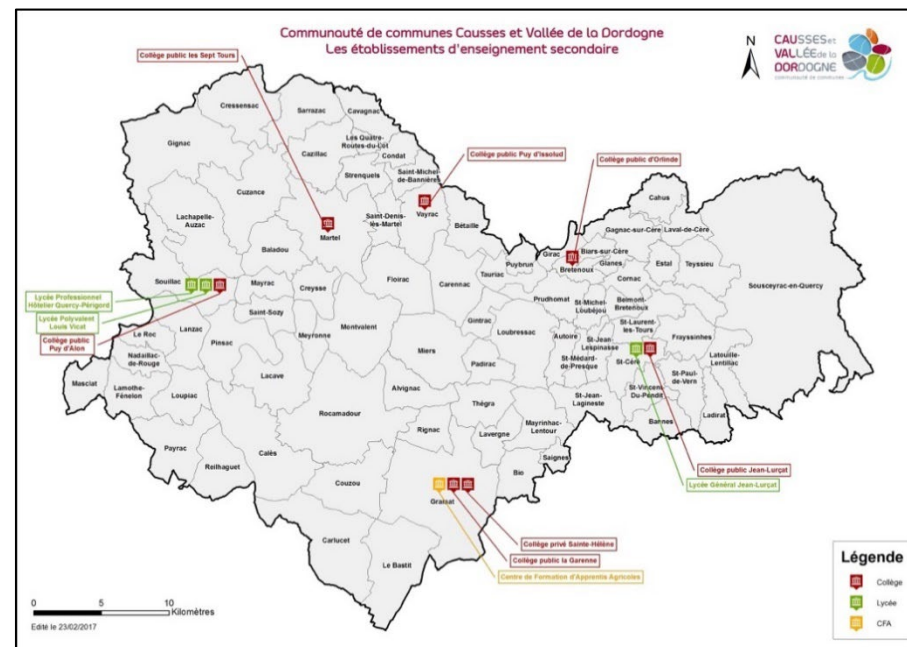 Communauté de communes Causses et Vallée de la Dordogne
Les établissements d'enseignement secondaire
N
CAUSSES et
VALLÉE de la
DORDOGNE
communauté de communes
Collège public les Sept Tours
Collège public Puy d'Issolud
Collège public d'Orlinde
Cressensac
Sarrazac
Cavagnac
Gignac
Les Quatre-
Routes-du-Lot
Cazillac
Condat
Strenquels
Saint-Michel-
de-Bannières
Cuzance
Lachapelle-
Auzac
Martel
Saint-Denis-
lès-Martel
Vayrac
Bétaille
Cahus
Gagnac-sur-Cère
Laval-de-Cère
Girac
Biars-sur-Cère
Puybrun
Bretenoux
Glanes
Estal
Teyssieu
Tauriac
Cornac
Sousceyrac-en-Quercy
Baladou
Souillac
Mayrac
Creysse
Floirac
Carennac
Prudhomat
St-Michel-
Loubéjou
Belmont-
Bretenoux
Lycée Professionnel
Hôtelier Quercy-Périgord
Lycée Polyvalent
Louis Vicat
Collège public
Puy d'Alon
Saint-Sozy
Lanzac
Pinsac
Meyronne
Montvalent
Gintrac
Loubressac
Autoire
St-Jean-
Lespinasse
St-Laurent-
les-Tours
Frayssinhes
Latouille-
Lentillac
Le Roc
Nadaillac-
de-Rouge
Miers
Padirac
St-Médard-
de-Presque
St-Céré
St-Paul-
de-Vern
Masclat
Lamothe-
Fénelon
Loupiac
Lacave
Alvignac
Thégra
St-Jean-
Lagineste
St-Vincent-
Du-Pendit
Ladirat
Bannes
Rocamadour
Rignac
Lavergne
Mayrinhac-
Lentour
Saignes
Payrac
Reilhaguet
Calès
Couzou
Bio
Gramat
Collège public Jean-Lurçat
Lycée Général Jean-Lurçat
Carlucet
Le Bastit
Collège privé Sainte-Hélène
Collège public la Garenne
Centre de Formation d'Apprentis Agricoles
Légende
Collège
Lycée
CFA
0 5 10
Kilomètres
Edité le 23/02/2017